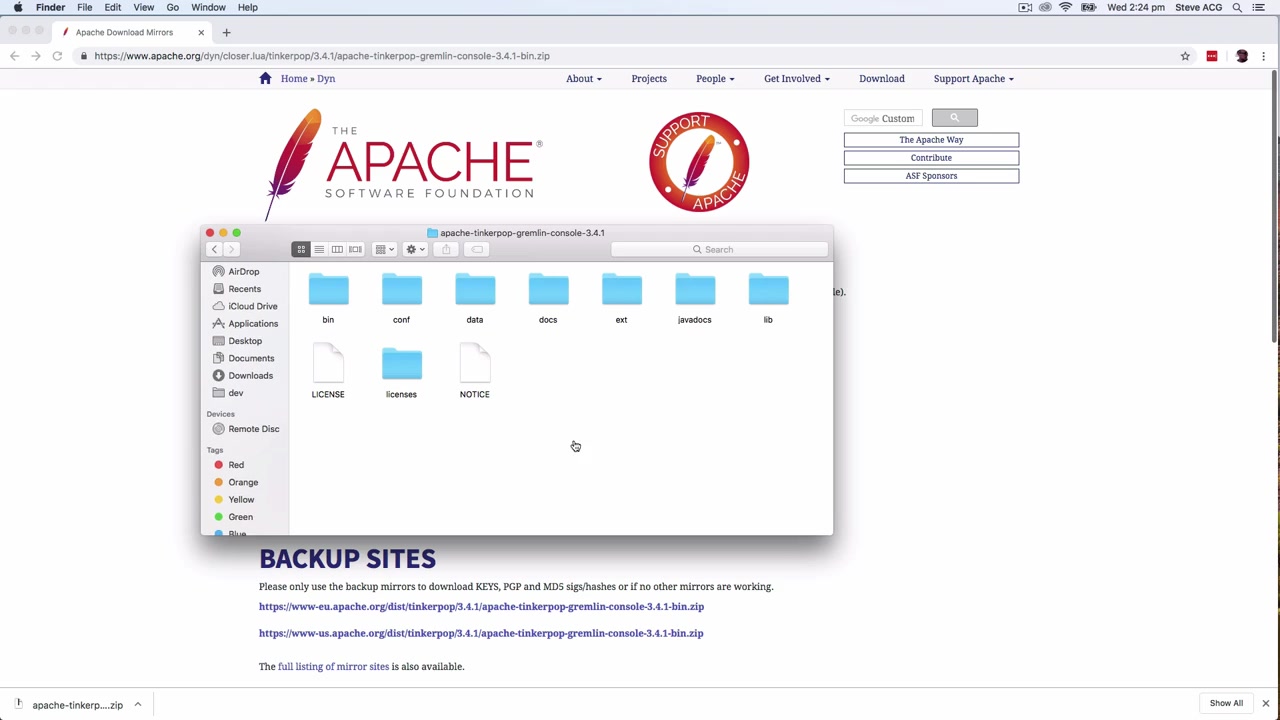 Finder File Edit View Go Window Help Wed 2:24 pm Steve ACG
Apache Download Mirrors
https://www.apache.org/dyn/closer.lua/tinkerpop/3.4.1/apache-tinkerpop-gremlin-console-3.4.1-bin.zip
Home » Dyn About Projects People Get Involved Download Support Apache
THE
APACHE®
SOFTWARE FOUNDATION
SUPPORT
APACHE
Google Custom
The Apache Way
Contribute
ASF Sponsors
apache-tinkerpop-gremlin-console-3.4.1
Search
AirDrop
Recents
iCloud Drive
Applications
Desktop
Documents
Downloads
dev
Devices
Remote Disc
Tags
Red
Orange
Yellow
Green
Blue
bin conf data docs ext javadocs lib
LICENSE licenses NOTICE
le).
BACKUP SITES
Please only use the backup mirrors to download KEYS, PGP and MD5 sigs/hashes or if no other mirrors are working.
https://www-eu.apache.org/dist/tinkerpop/3.4.1/apache-tinkerpop-gremlin-console-3.4.1-bin.zip
https://www-us.apache.org/dist/tinkerpop/3.4.1/apache-tinkerpop-gremlin-console-3.4.1-bin.zip
The full listing of mirror sites is also available.
apache-tinkerp....zip Show All